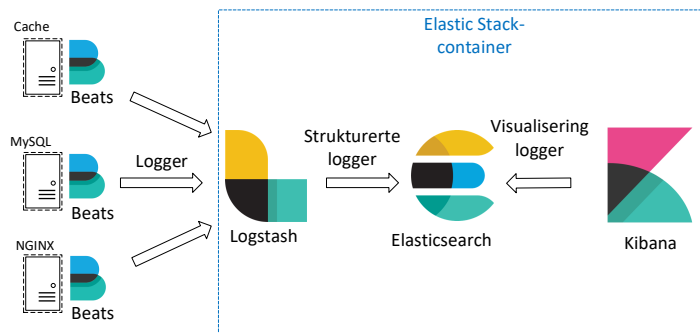 Cache
Beats
MySQL
Beats
NGINX
Beats
Logger
Elastic Stack-
container
Logstash
Strukturerte
logger
Elasticsearch
Visualisering
logger
Kibana